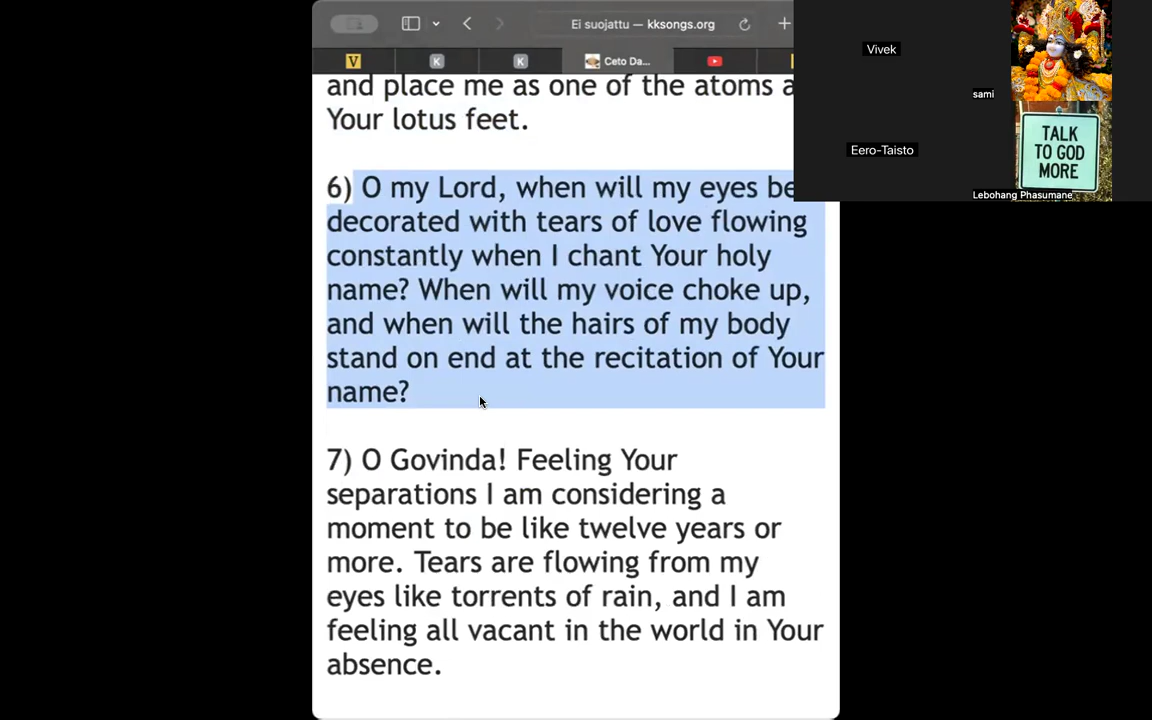 Ei suojattu — kksongs.org
V
K
K
Ceto Da...
and place me as one of the atoms a
Your lotus feet.
6) O my Lord, when will my eyes be
decorated with tears of love flowing
constantly when I chant Your holy
name? When will my voice choke up,
and when will the hairs of my body
stand on end at the recitation of Your
name?
7) O Govinda! Feeling Your
separations I am considering a
moment to be like twelve years or
more. Tears are flowing from my
eyes like torrents of rain, and I am
feeling all vacant in the world in Your
absence.
Vivek
sami
Eero-Taisto
TALK
TO GOD
MORE
Lebohang Phasumane